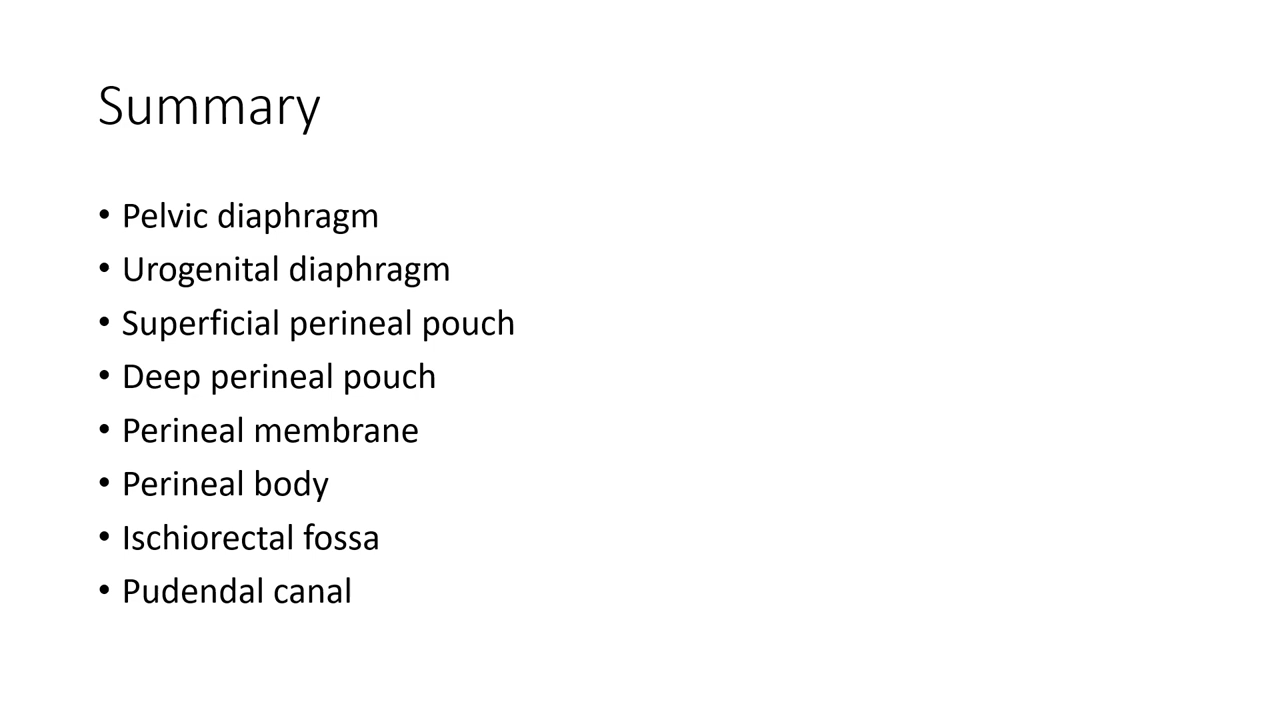 Summary
• Pelvic diaphragm
• Urogenital diaphragm
• Superficial perineal pouch
• Deep perineal pouch
• Perineal membrane
• Perineal body
• Ischiorectal fossa
• Pudendal canal